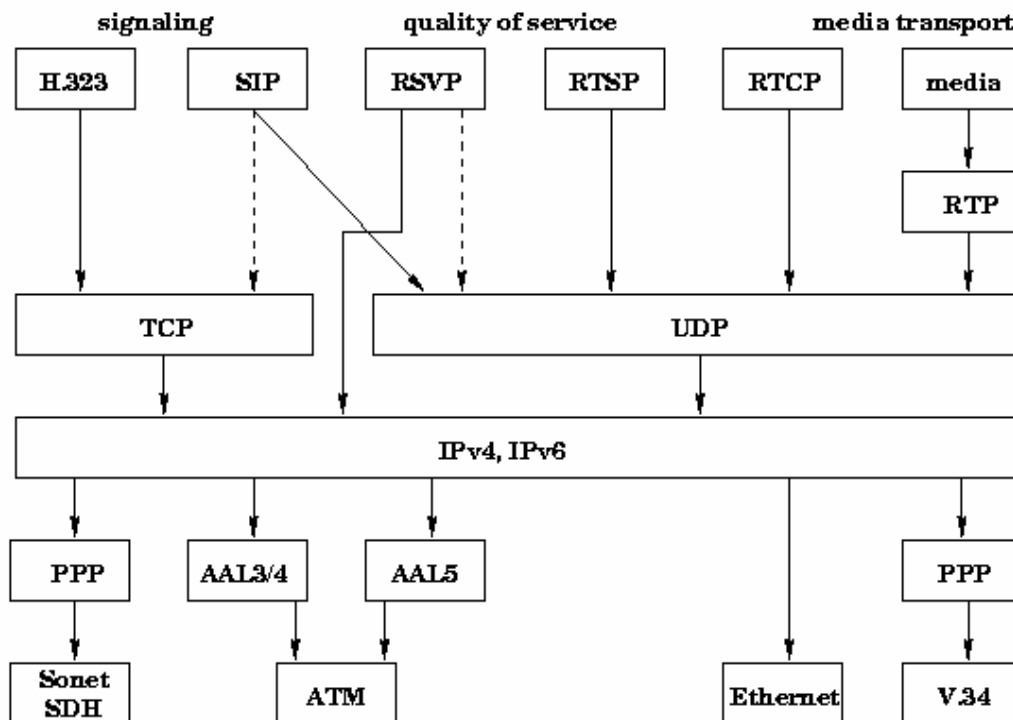 signaling
quality of service
media transport
H.323
SIP
RSVP
RTSP
RTCP
media
RTP
TCP
UDP
IPv4, IPv6
PPP
AAL3/4
AAL5
PPP
Sonet
SDH
ATM
Ethernet
V.34